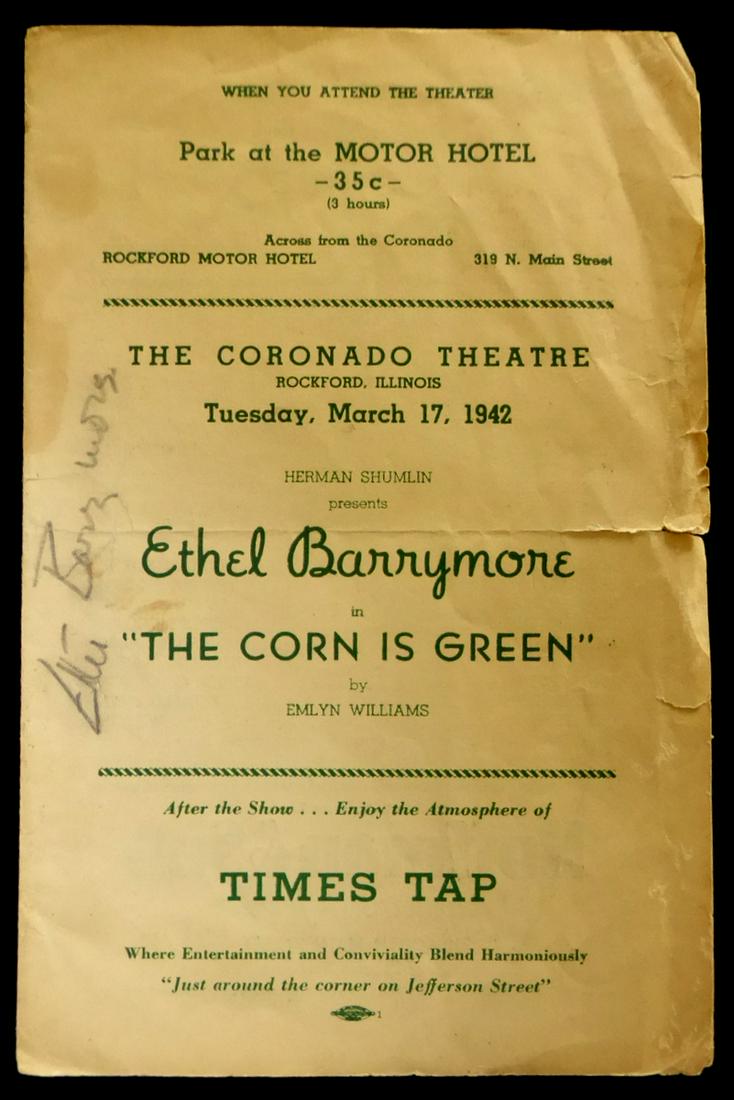 WHEN YOU ATTEND THE THEATER
Park at the MOTOR HOTEL
-35c-
(3 hours)
Across from the Coronado
ROCKFORD MOTOR HOTEL 319 N. Main Street
THE CORONADO THEATRE
ROCKFORD, ILLINOIS
Tuesday, March 17, 1942
HERMAN SHUMLIN
presents
Ethel Barrymore
in
"THE CORN IS GREEN"
by
EMLYN WILLIAMS
Ethel Barrymore
After the Show . . . Enjoy the Atmosphere of
TIMES TAP
Where Entertainment and Conviviality Blend Harmoniously
"Just around the corner on Jefferson Street"
1